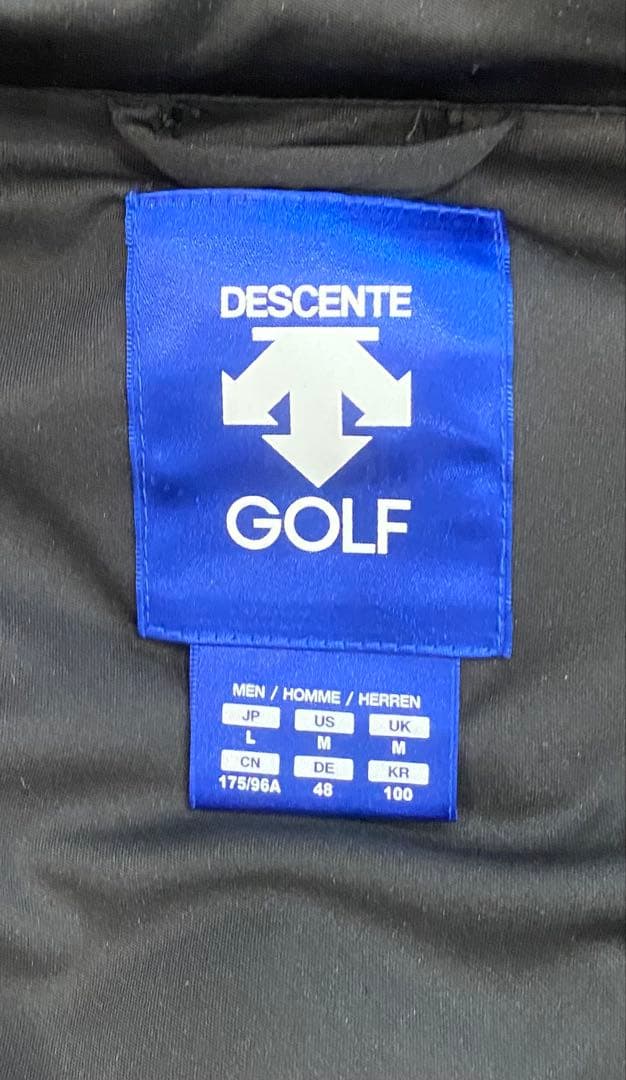 DESCENTE
GOLF
MEN / HOMME / HERREN
JP US UK
L M M
CN DE KR
175/96A 48 100